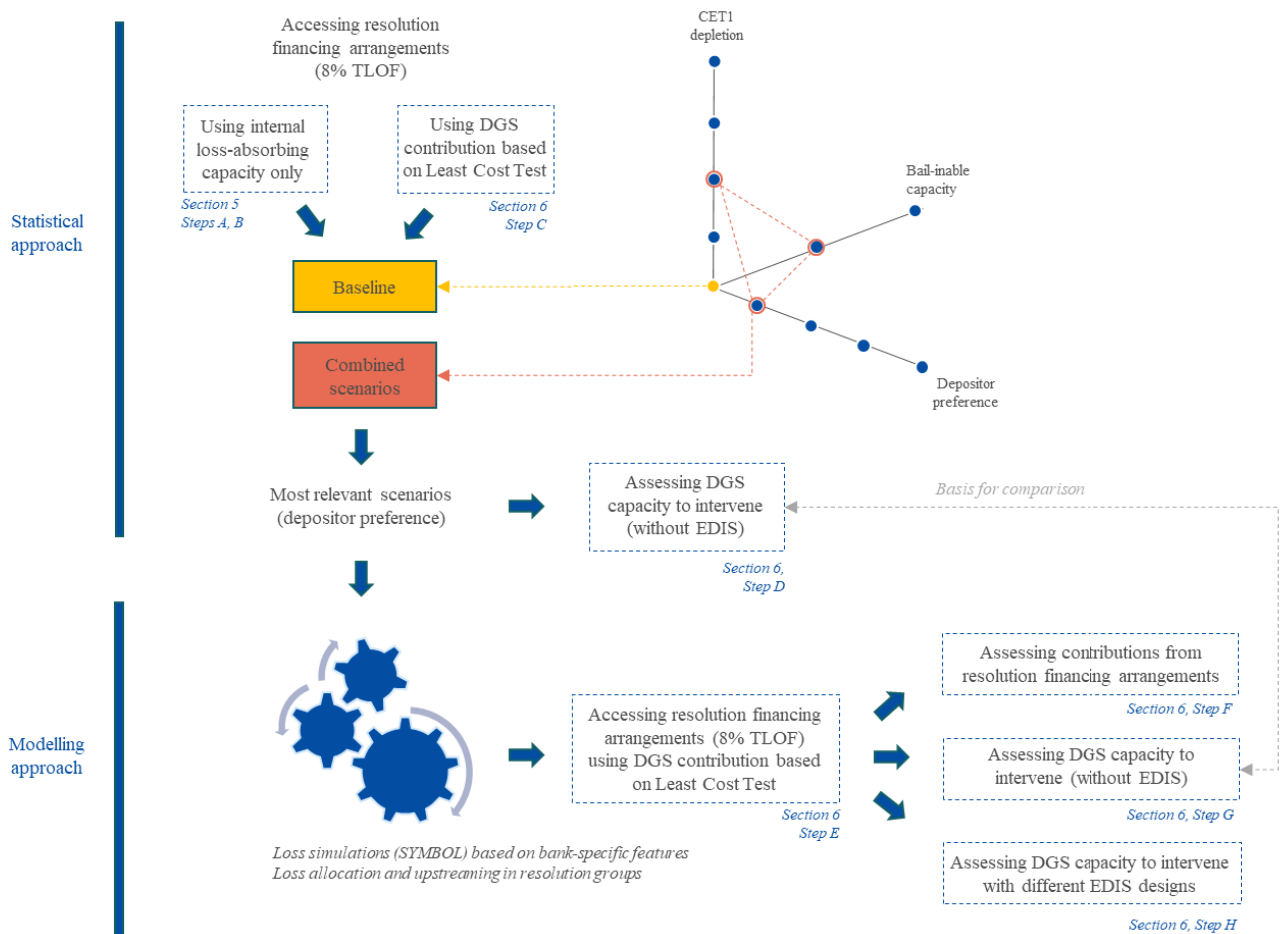 Accessing resolution
financing arrangements
(8% TLOF)
CET1
depletion
Using internal
loss-absorbing
capacity only
Using DGS
contribution based
on Least Cost Test
Bail-inable
capacity
Section 5
Steps A, B
Section 6
Step C
Statistical
approach
Baseline
Combined
scenarios
Depositor
preference
Most relevant scenarios
(depositor preference)
Assessing DGS
capacity to intervene
(without EDIS)
Basis for comparison
Section 6,
Step D
Modelling
approach
Accessing resolution financing
arrangements (8% TLOF)
using DGS contribution based
on Least Cost Test
Section 6
Step E
Assessing contributions from
resolution financing arrangements
Section 6, Step F
Assessing DGS capacity to
intervene (without EDIS)
Section 6, Step G
Assessing DGS capacity to intervene
with different EDIS designs
Section 6, Step H
Loss simulations (SYMBOL) based on bank-specific features
Loss allocation and upstreaming in resolution groups